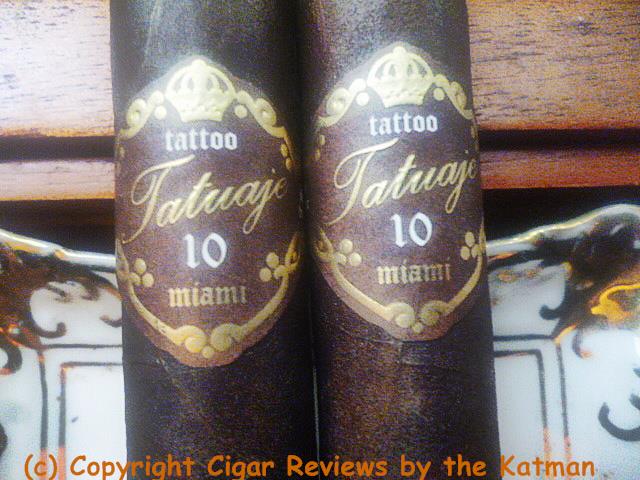 tattoo
Tatuaje
10
miami
tattoo
Tatuaje
10
miami
(c) Copyright Cigar Reviews by the Katman